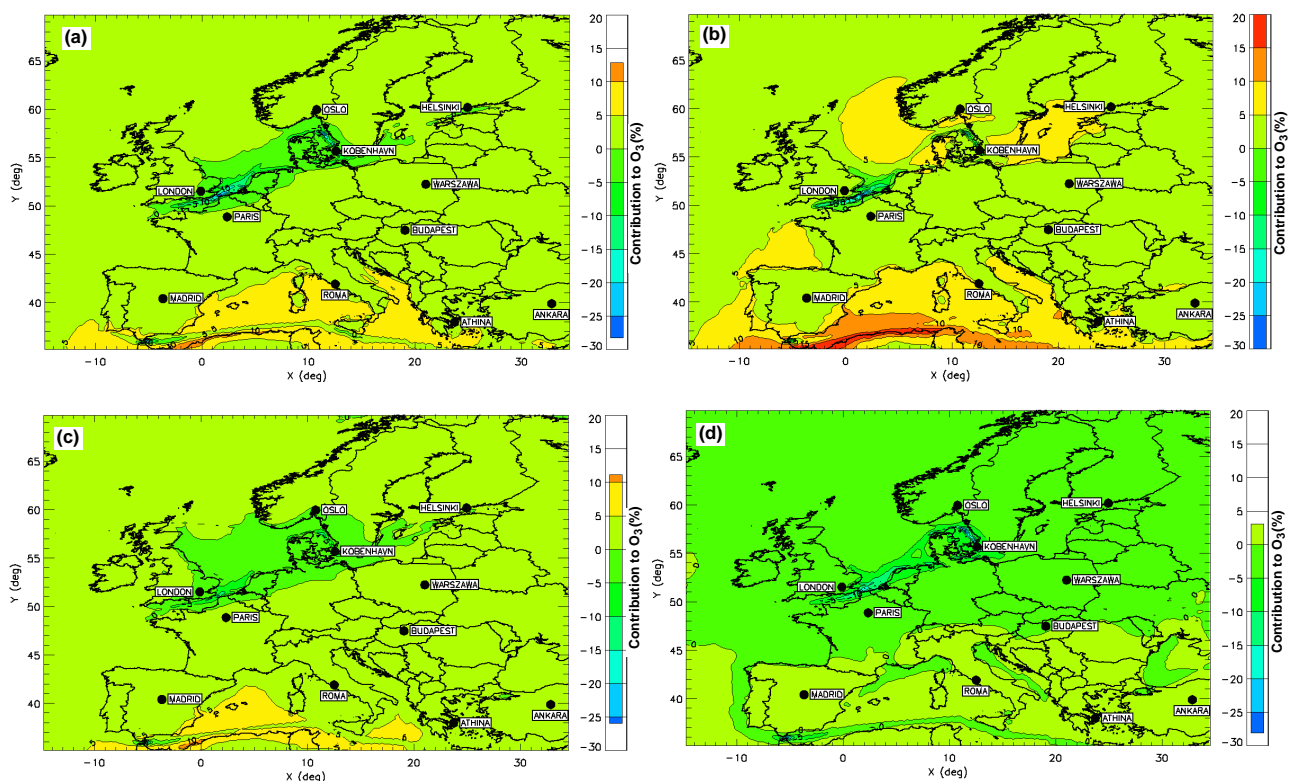 (a)
65
60
55
50
45
40
Y (deg)
−10
0
10
20
30
X (deg)
OSLO
HELSINKI
KOBENHAVN
LONDON
WARSZAWA
PARIS
BUDAPEST
MADRID
ROMA
ATHINA
ANKARA
20
15
10
5
0
−5
−10
−15
−20
−25
−30
Contribution to O3(%)
(b)
65
60
55
50
45
40
Y (deg)
−10
0
10
20
30
X (deg)
OSLO
HELSINKI
KOBENHAVN
LONDON
WARSZAWA
PARIS
BUDAPEST
MADRID
ROMA
ATHINA
ANKARA
20
15
10
5
0
−5
−10
−15
−20
−25
−30
Contribution to O3(%)
(c)
65
60
55
50
45
40
Y (deg)
−10
0
10
20
30
X (deg)
OSLO
HELSINKI
KOBENHAVN
LONDON
WARSZAWA
PARIS
BUDAPEST
MADRID
ROMA
ATHINA
ANKARA
20
15
10
5
0
−5
−10
−15
−20
−25
−30
Contribution to O3(%)
(d)
65
60
55
50
45
40
Y (deg)
−10
0
10
20
30
X (deg)
OSLO
HELSINKI
KOBENHAVN
LONDON
WARSZAWA
PARIS
BUDAPEST
MADRID
ROMA
ATHINA
ANKARA
20
15
10
5
0
−5
−10
−15
−20
−25
−30
Contribution to O3(%)